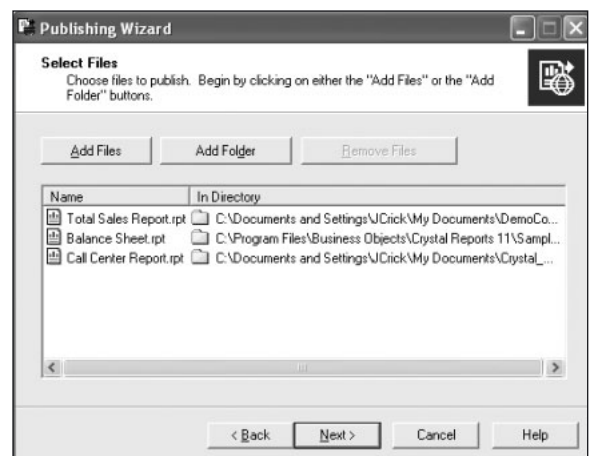 Publishing Wizard
Select Files
Choose files to publish. Begin by clicking on either the "Add Files" or the "Add
Folder" buttons.
Add Files Add Folder Remove Files
Name In Directory
Total Sales Report.rpt C:\Documents and Settings\JCrick\My Documents\DemoCo...
Balance Sheet.rpt C:\Program Files\Business Objects\Crystal Reports 11\Sampl...
Call Center Report.rpt C:\Documents and Settings\JCrick\My Documents\Crystal_...
< Back Next > Cancel Help